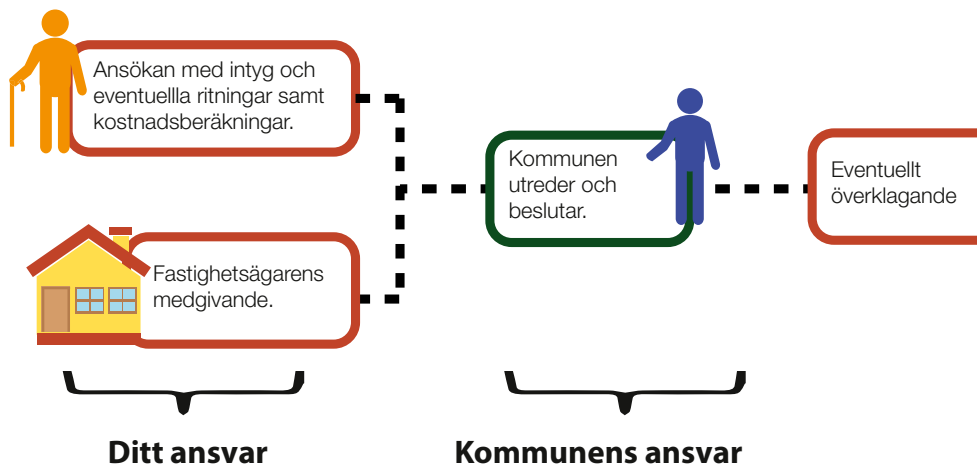 Ansökan med intyg och
eventuellla ritningar samt
kostnadsberäkningar.
Fastighetsägarens
medgivande.
Kommunen
utreder och
beslutar.
Eventuellt
överklagande
Ditt ansvar
Kommunens ansvar